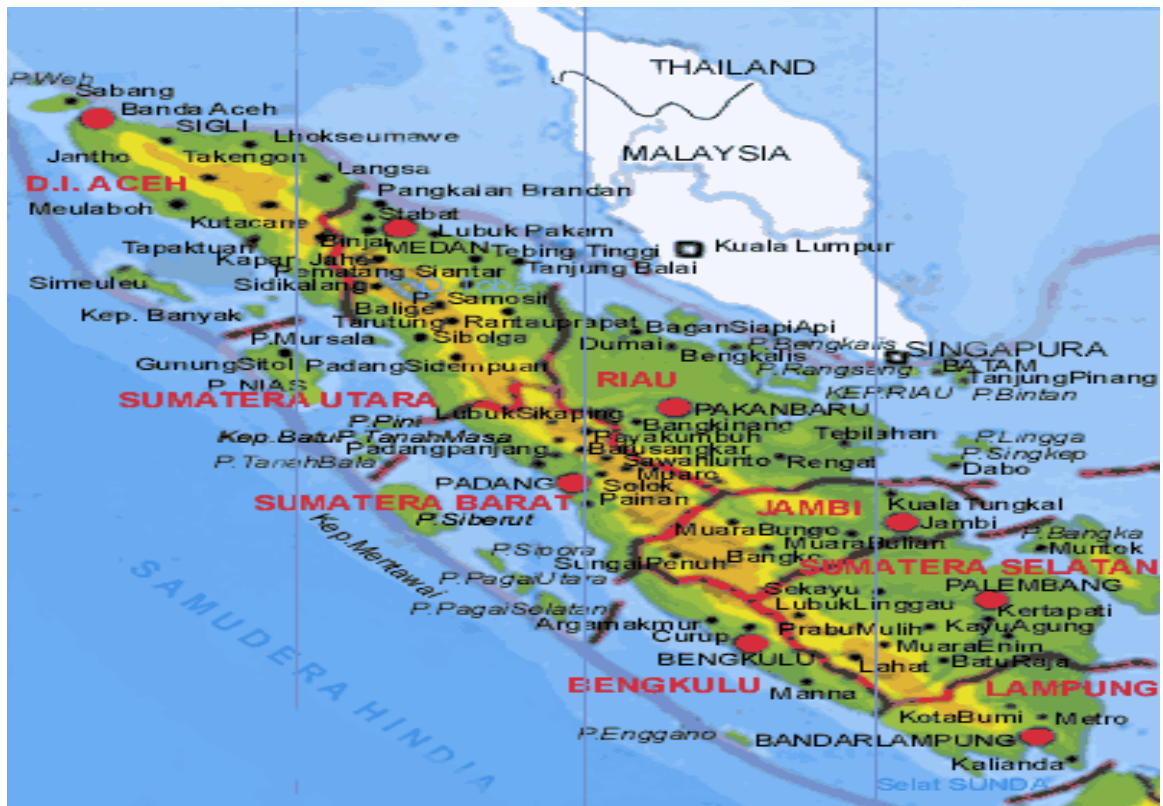 THAILAND
P.Weh
Sabang
Banda Aceh
SIGLI
Lhokseumawe
Jantho
Takengon
MALAYSIA
D.I. ACEH
Langsa
Pangkalan Brandan
Meulaboh
Kutacane
Stabat
Lubuk Pakam
Tapaktuan
Binjai
MEDAN
Tebing Tinggi
Kuala Lumpur
Tanjung Balai
Simeuleu
Pematang Siantar
Sidikalang
P. Samosir
Kep. Banyak
Balige
Tarutung
Rantauprapat
BaganSiapiApi
P.Mursala
Sibolga
Dumai
Bengkalis
P.Bengkalis
SINGAPURA
GunungSitol
PadangSidempuan
P.Rangsang
BATAM
TanjungPinang
P.NIAS
RIAU
KEP.RIAU
P.Bintan
SUMATERA UTARA
LubukSikaping
PAKANBARU
P.Pini
Bangkinang
Kep.Batu
P.TanahMasa
Payakumbuh
Tebilahan
P.Lingga
Padangpanjang
Batusangkar
P.TanahBala
Sawahlunto
Rengat
P.Singkep
Dabo
Muaro
PADANG
Solok
SUMATERA BARAT
Painan
JAMBI
KualaTungkal
P.Siberut
Jambi
Kep.Mentawai
MuaraBungo
MuaraBulian
P.Bangka
Muntok
P.Sipora
SungaiPenuh
Bangko
SUMATERA SELATAN
P.PagaiUtara
Sekayu
PALEMBANG
P.PagaiSelatan
LubukLinggau
Kertapati
Argamakmur
Curup
PrabuMulih
KayuAgung
MuaraEnim
BENGKULU
Lahat
BatuRaja
BENGKULU
Manna
LAMPUNG
SAMUDERA HINDIA
KotaBumi
Metro
P.Enggano
BANDARLAMPUNG
Kalianda
Selat SUNDA